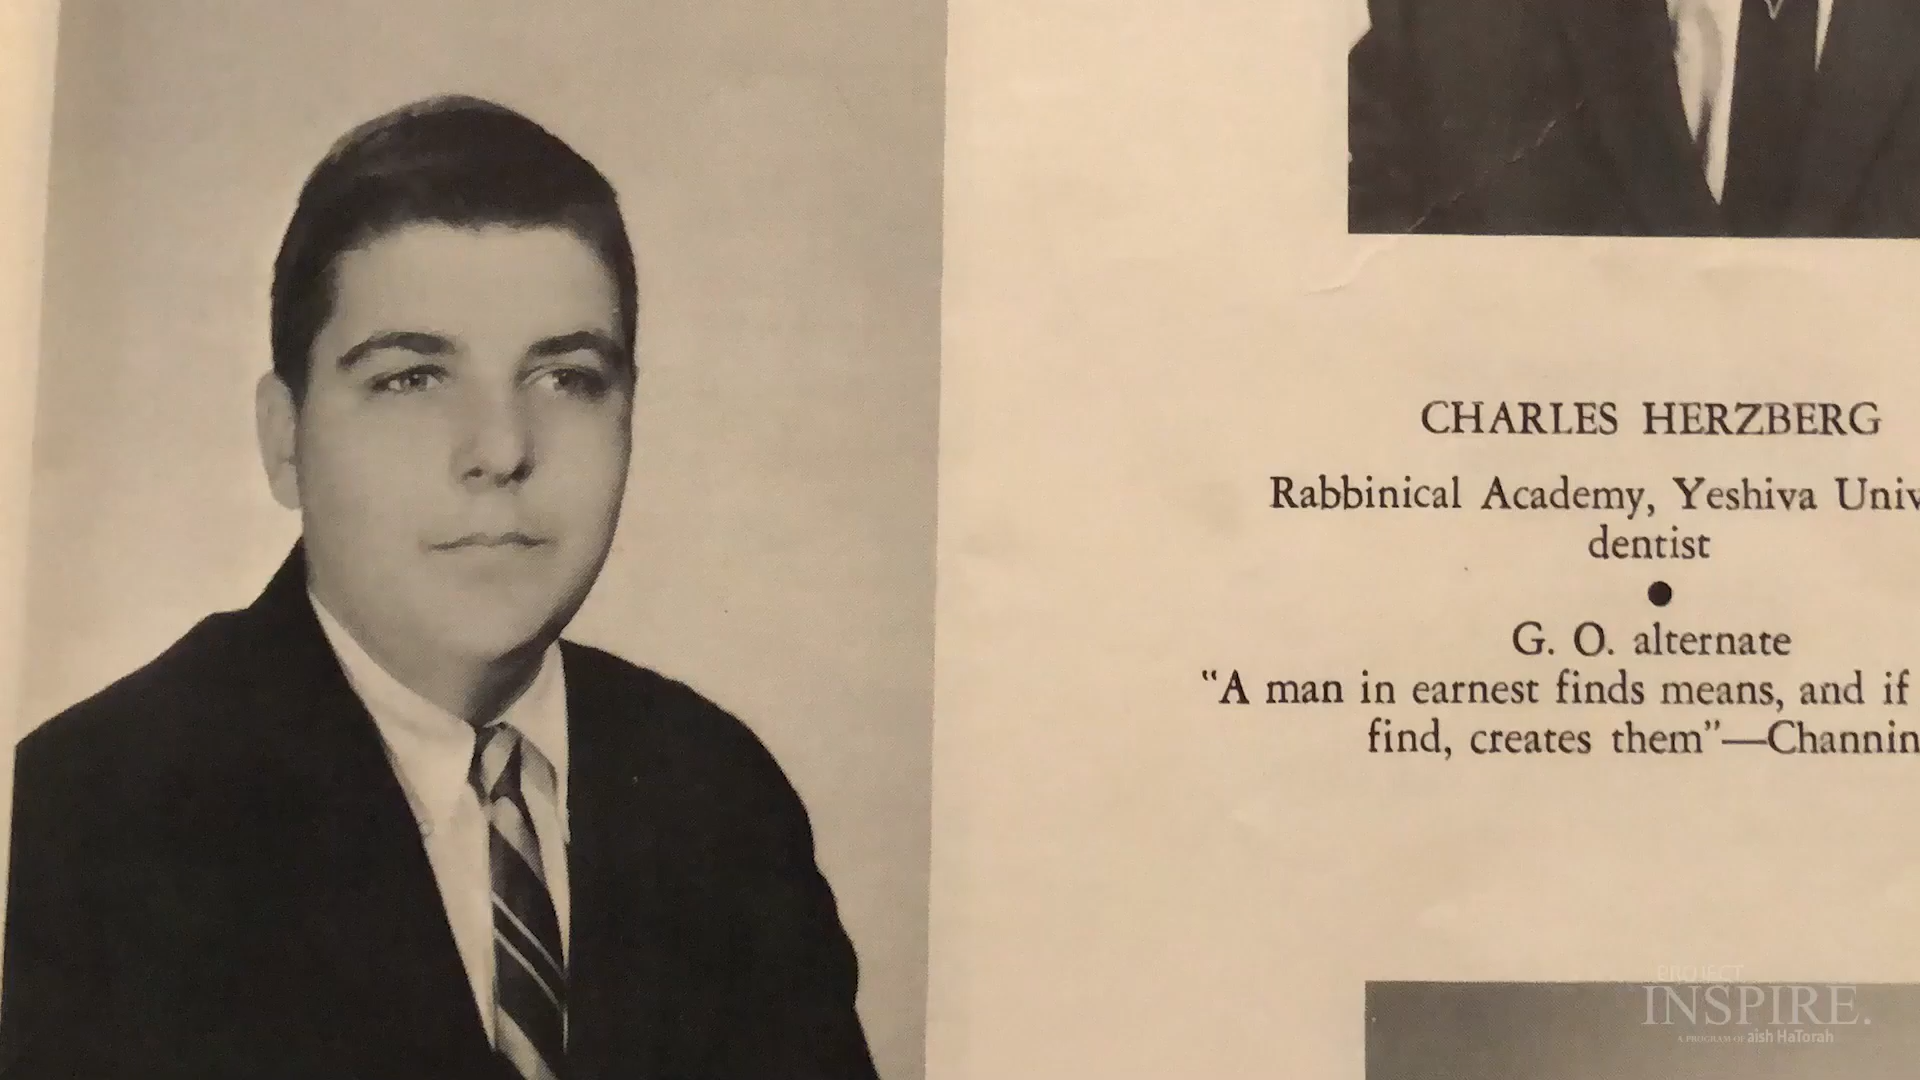 CHARLES HERZBERG
Rabbinical Academy, Yeshiva Univ
dentist
G. O. alternate
“A man in earnest finds means, and if
find, creates them”—Channin
PROJECT
INSPIRE.
A PROGRAM OF aish HaTorah